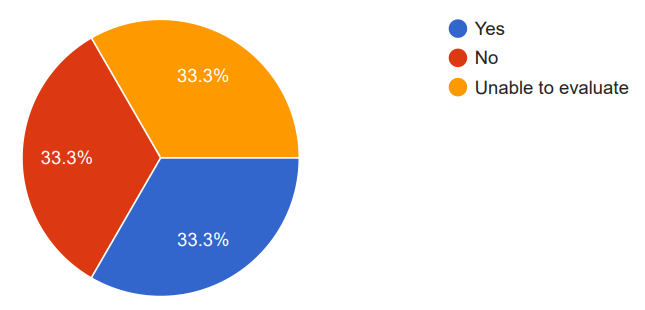 Yes
No
Unable to evaluate
33.3%
33.3%
33.3%